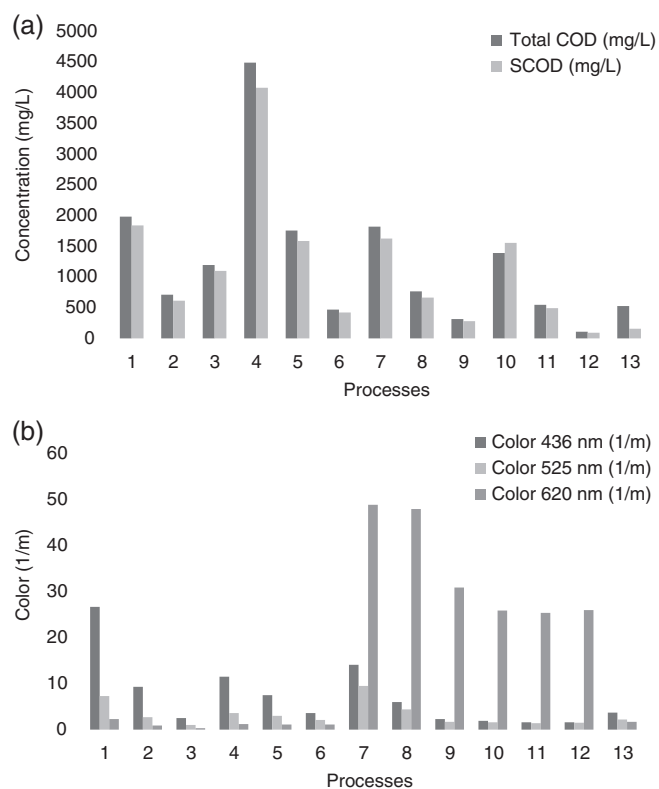 (a)
5000
4500
4000
3500
3000
2500
2000
1500
1000
500
0
Concentration (mg/L)
Total COD (mg/L)
SCOD (mg/L)
1 2 3 4 5 6 7 8 9 10 11 12 13
Processes
(b)
60
50
40
30
20
10
0
Color (1/m)
Color 436 nm (1/m)
Color 525 nm (1/m)
Color 620 nm (1/m)
1 2 3 4 5 6 7 8 9 10 11 12 13
Processes